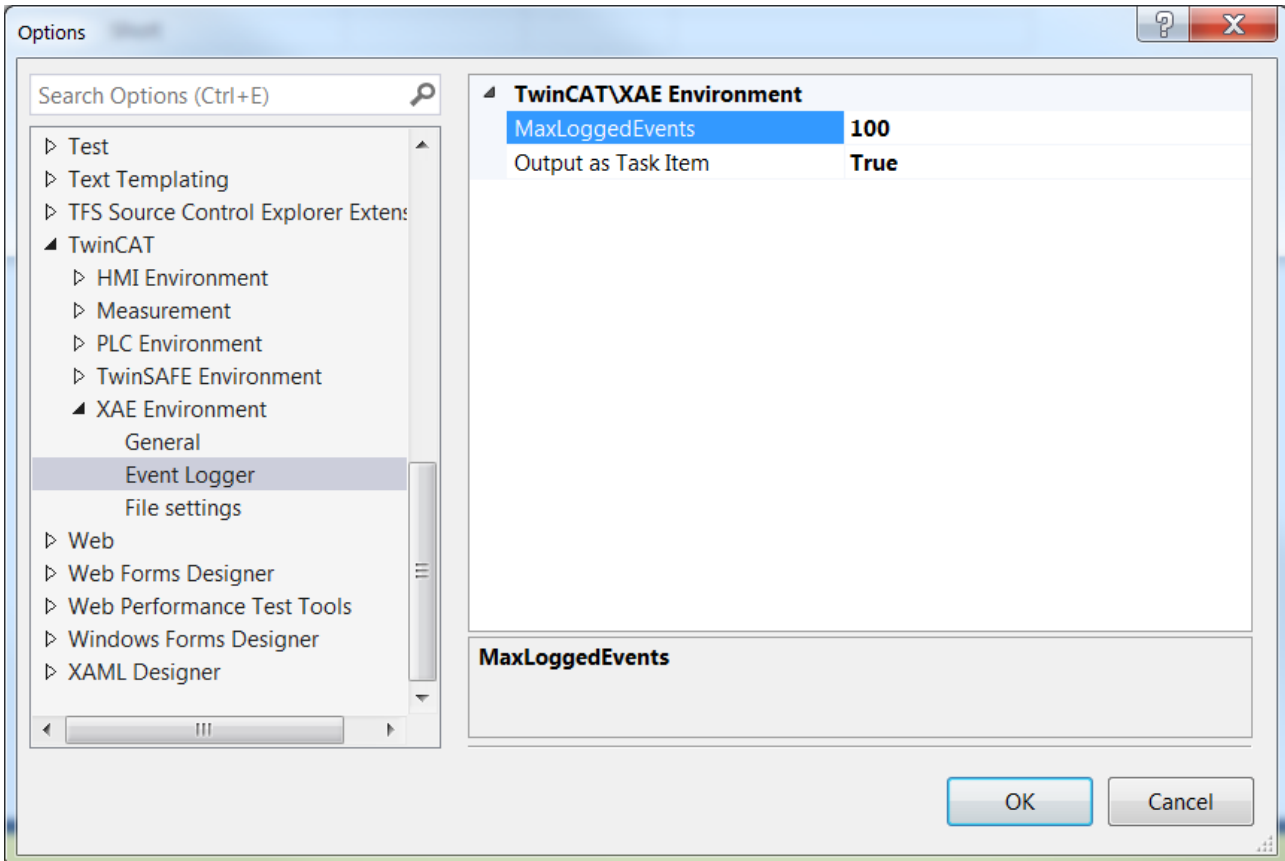 Options
Search Options (Ctrl+E)
Test
Text Templating
TFS Source Control Explorer Extens
TwinCAT
HMI Environment
Measurement
PLC Environment
TwinSAFE Environment
XAE Environment
General
Event Logger
File settings
Web
Web Forms Designer
Web Performance Test Tools
Windows Forms Designer
XAML Designer
TwinCAT\XAE Environment
MaxLoggedEvents 100
Output as Task Item True
MaxLoggedEvents
OK Cancel